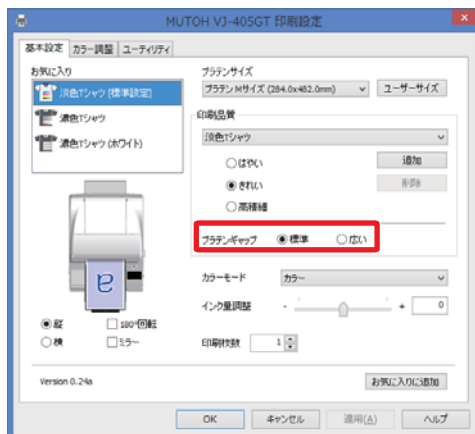 MUTOH VJ-405GT 印刷設定
基本設定 カラー調整 ユーティリティ
お気に入り
淡色Tシャツ [標準設定]
濃色Tシャツ
濃色Tシャツ (ホワイト)
プラテンサイズ
プラテン Mサイズ (284.0x482.0mm) ユーザーサイズ
印刷品質
淡色Tシャツ
はやい 追加
きれい 削除
高精細
プラテンギャップ 標準 広い
カラーモード カラー
インク量調整 - + 0
印刷枚数 1
a
縦 180°回転
横 ミラー
Version 0.24a
お気に入りに追加
OK キャンセル 適用(A) ヘルプ